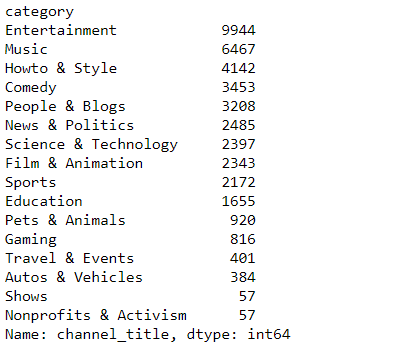 category
Entertainment 9944
Music 6467
Howto & Style 4142
Comedy 3453
People & Blogs 3208
News & Politics 2485
Science & Technology 2397
Film & Animation 2343
Sports 2172
Education 1655
Pets & Animals 920
Gaming 816
Travel & Events 401
Autos & Vehicles 384
Shows 57
Nonprofits & Activism 57
Name: channel_title, dtype: int64